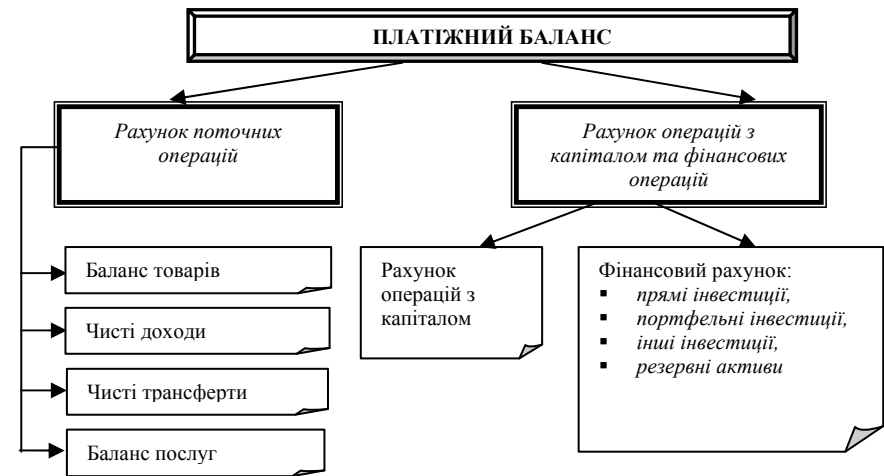 ПЛАТІЖНИЙ БАЛАНС
Рахунок поточних
операцій
Рахунок операцій з
капіталом та фінансових
операцій
Баланс товарів
Чисті доходи
Чисті трансферти
Баланс послуг
Рахунок
операцій з
капіталом
Фінансовий рахунок:
▪ прямі інвестиції,
▪ портфельні інвестиції,
▪ інші інвестиції,
▪ резервні активи